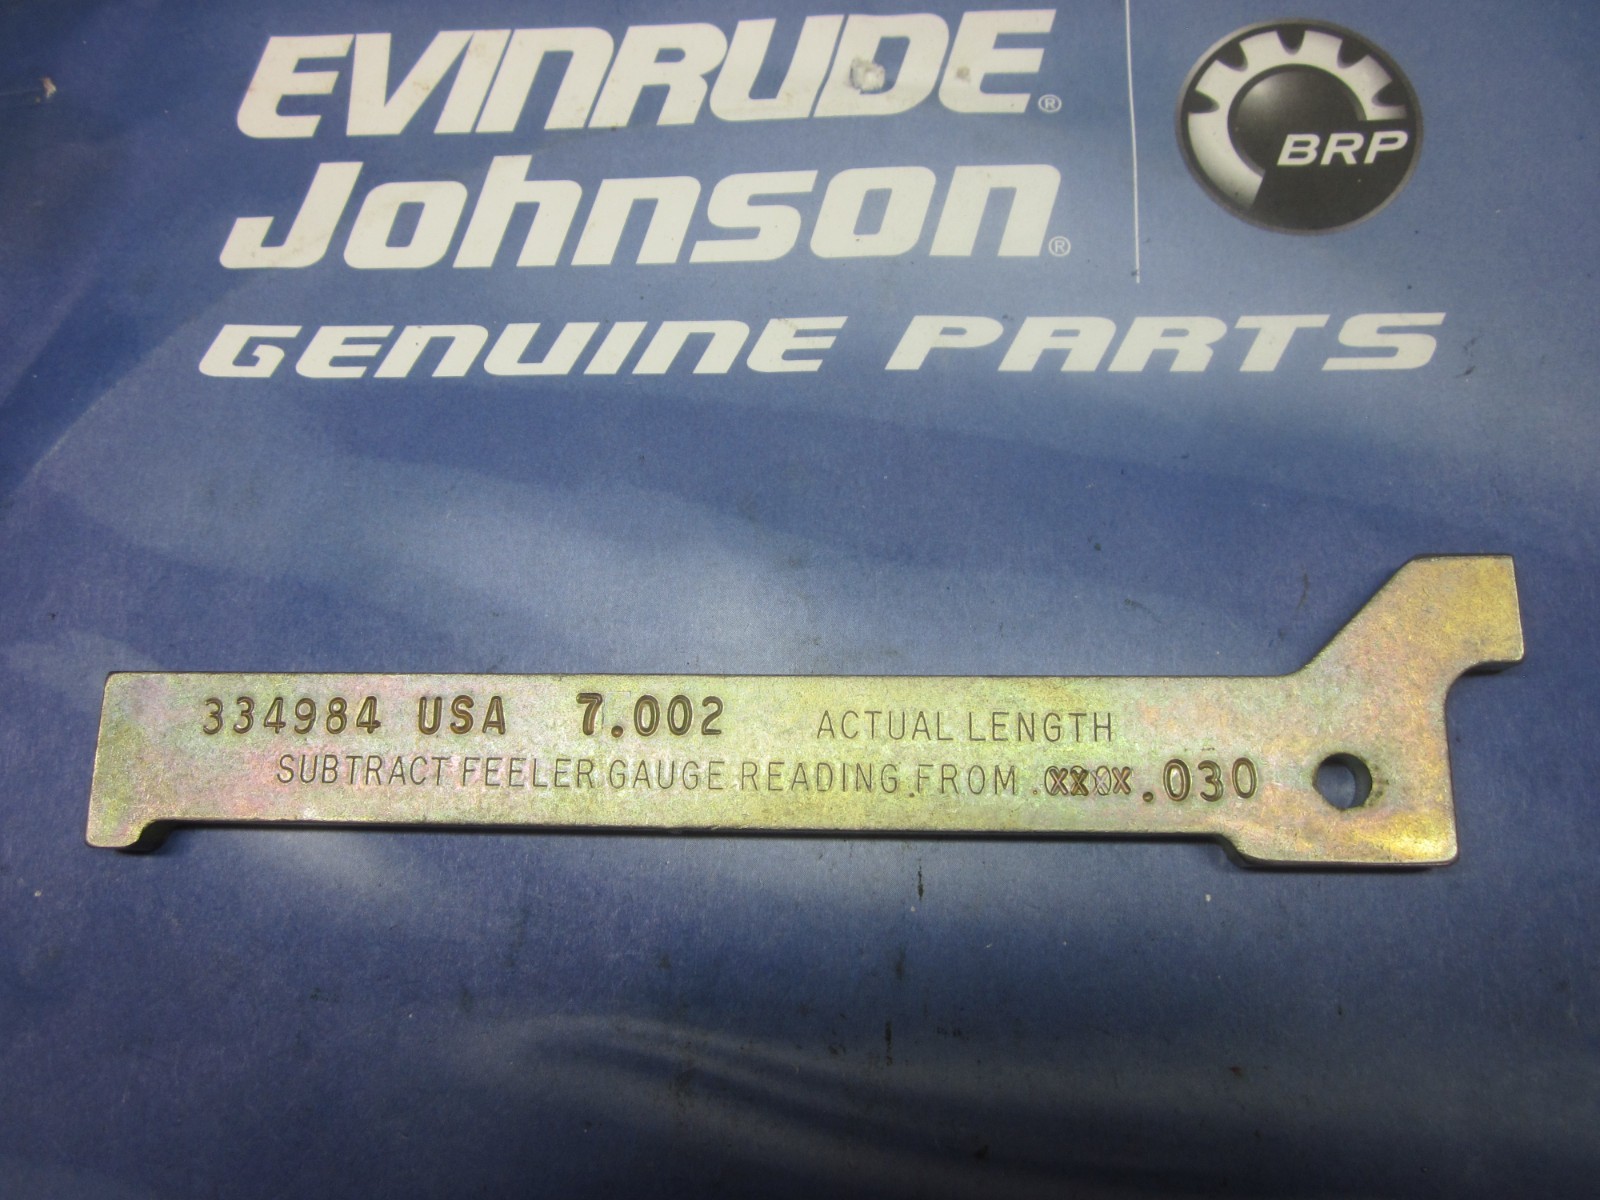 EVINRUDE®
Johnson®
BRP
GENUINE PARTS
334984 USA 7.002 ACTUAL LENGTH
SUBTRACT FEELER GAUGE READING FROM .030